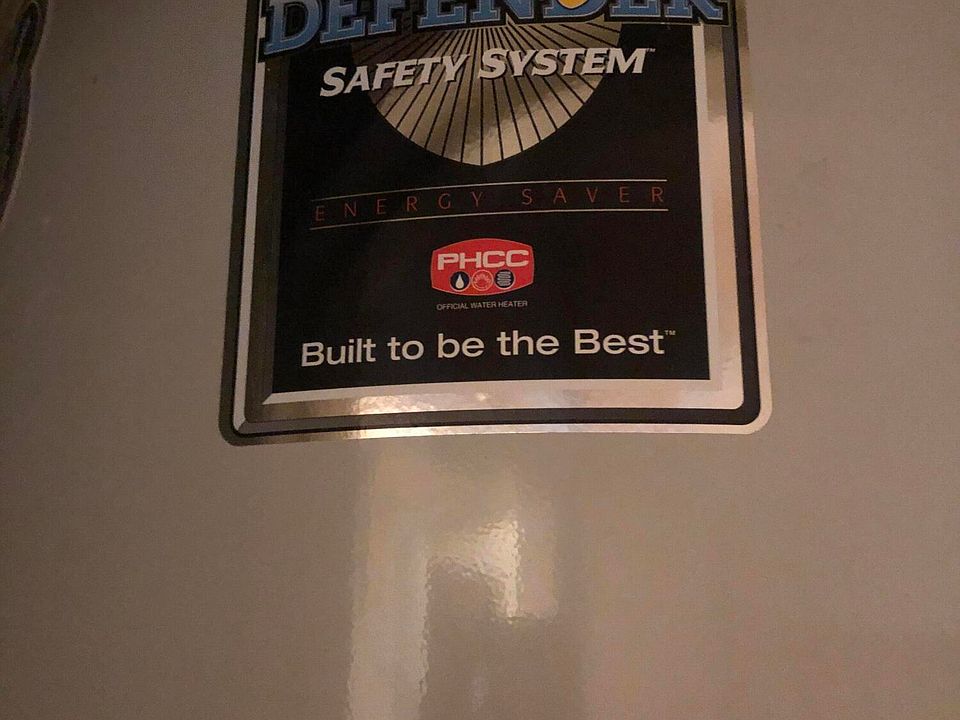 DEFENDER
SAFETY SYSTEM™
ENERGY SAVER
PHCC
OFFICIAL WATER HEATER
Built to be the Best™